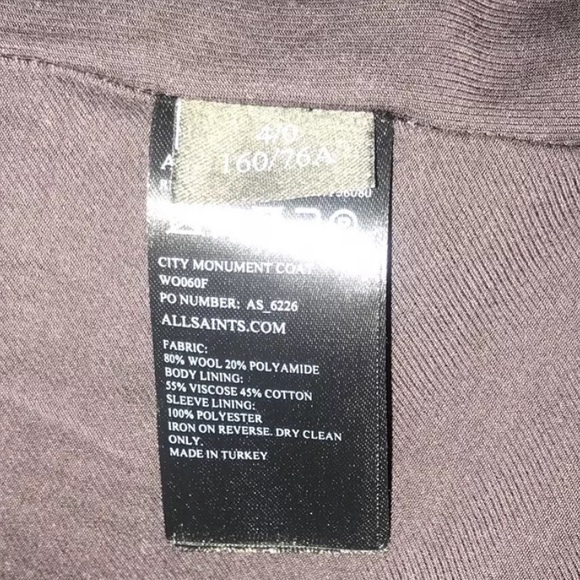 4/0
160/76A
CITY MONUMENT COAT
WO060F
PO NUMBER: AS_6226
ALLSAINTS.COM
FABRIC:
80% WOOL 20% POLYAMIDE
BODY LINING:
55% VISCOSE 45% COTTON
SLEEVE LINING:
100% POLYESTER
IRON ON REVERSE. DRY CLEAN
ONLY.
MADE IN TURKEY